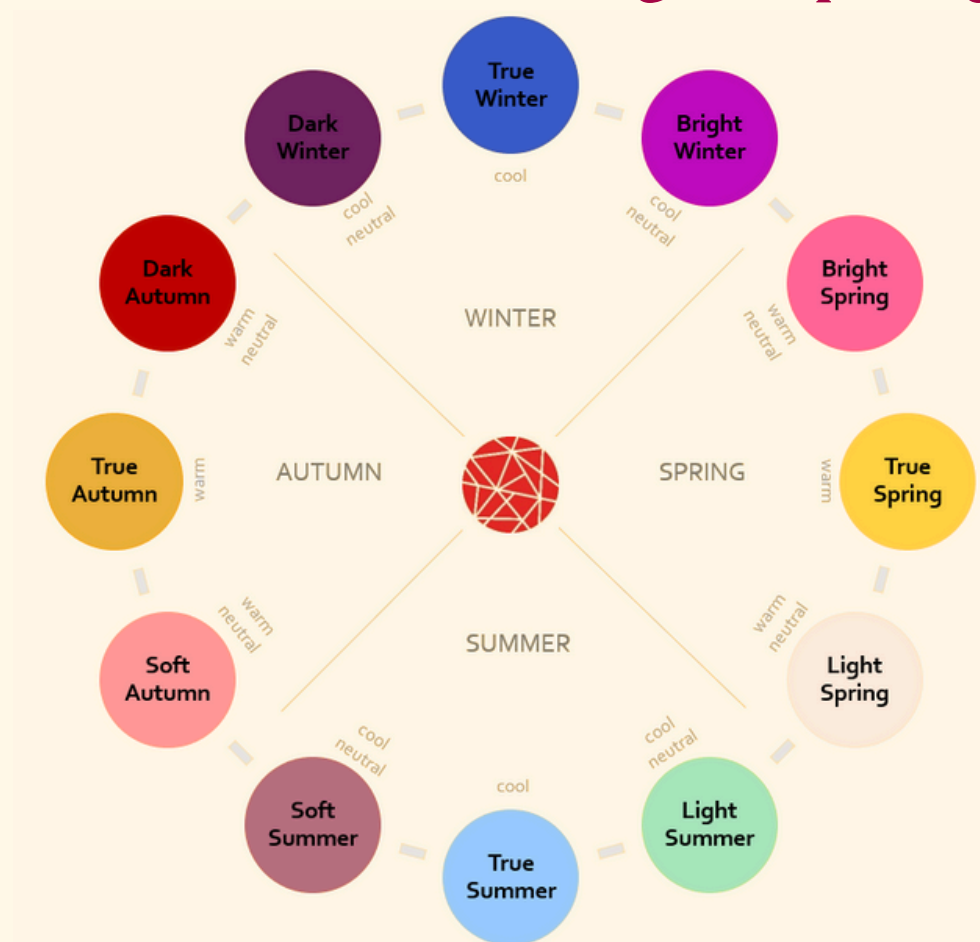 True
Winter
Dark
Winter
Bright
Winter
cool
cool
neutral
cool
neutral
Dark
Autumn
Bright
Spring
warm
neutral
warm
neutral
WINTER
True
Autumn
warm
AUTUMN
SPRING
warm
True
Spring
warm
neutral
warm
neutral
Soft
Autumn
SUMMER
Light
Spring
cool
neutral
cool
neutral
Soft
Summer
cool
Light
Summer
True
Summer